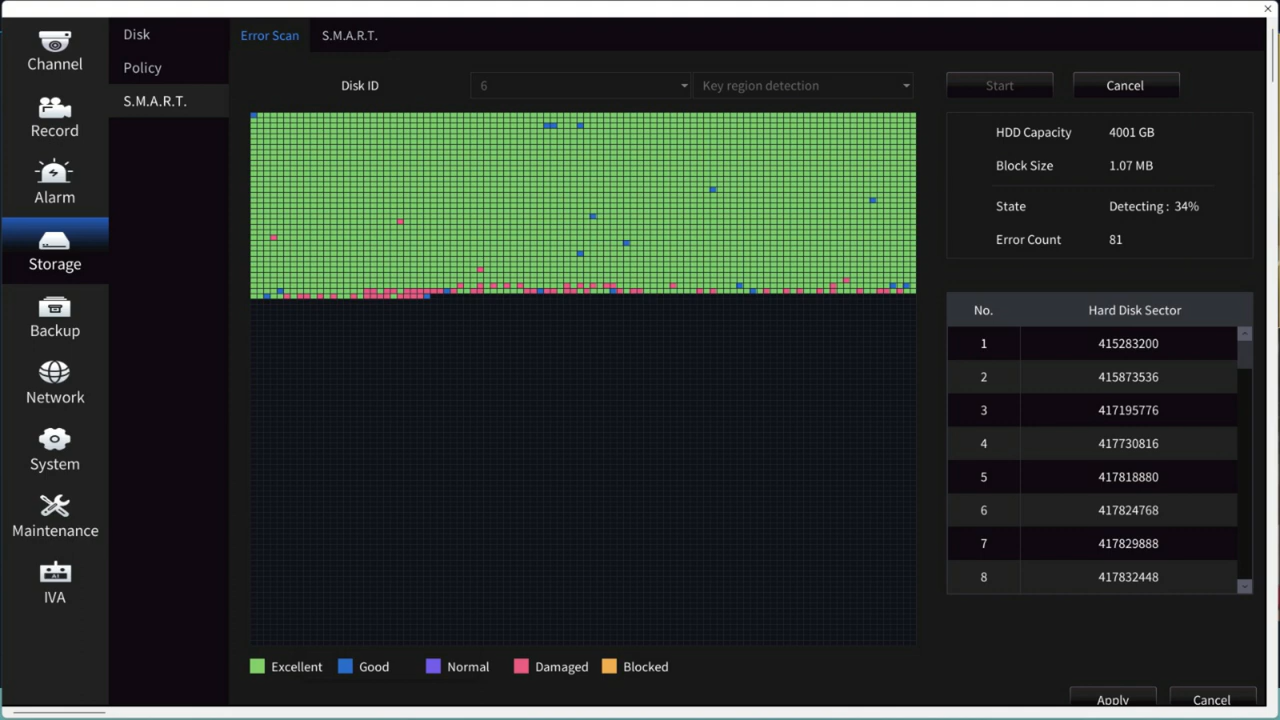 Channel
Record
Alarm
Storage
Backup
Network
System
Maintenance
AI
IVA
Disk
Policy
S.M.A.R.T.
Error Scan
S.M.A.R.T.
Disk ID
6
Key region detection
Start
Cancel
HDD Capacity 4001 GB
Block Size 1.07 MB
State Detecting : 34%
Error Count 81
No. Hard Disk Sector
1 415283200
2 415873536
3 417195776
4 417730816
5 417818880
6 417824768
7 417829888
8 417832448
Excellent Good Normal Damaged Blocked
Apply Cancel